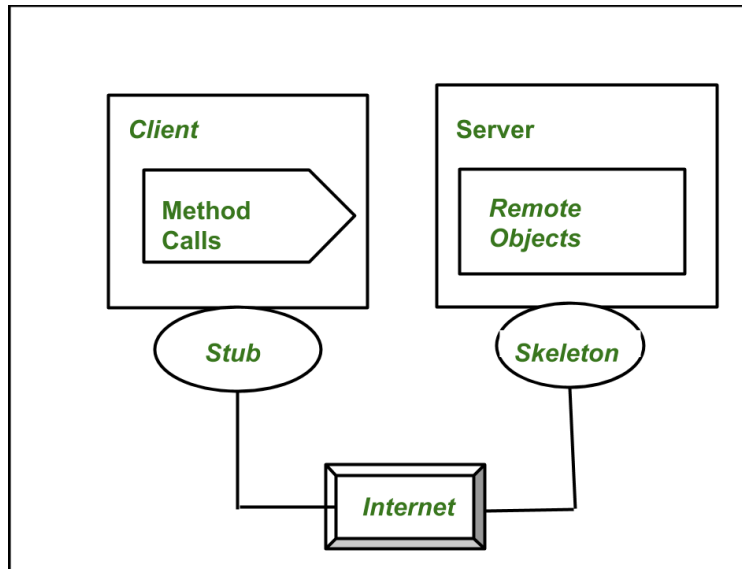 Client
Method
Calls
Server
Remote
Objects
Stub
Skeleton
Internet